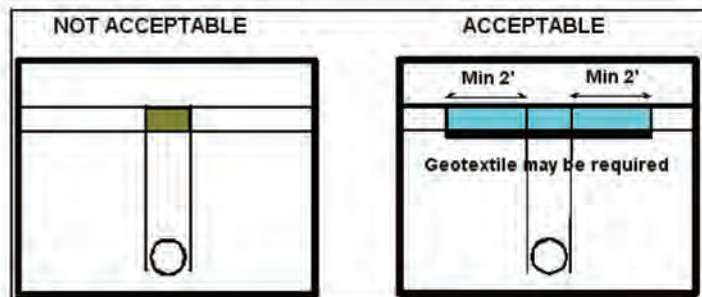 NOT ACCEPTABLE
ACCEPTABLE
Min 2' Min 2'
Geotextile may be required